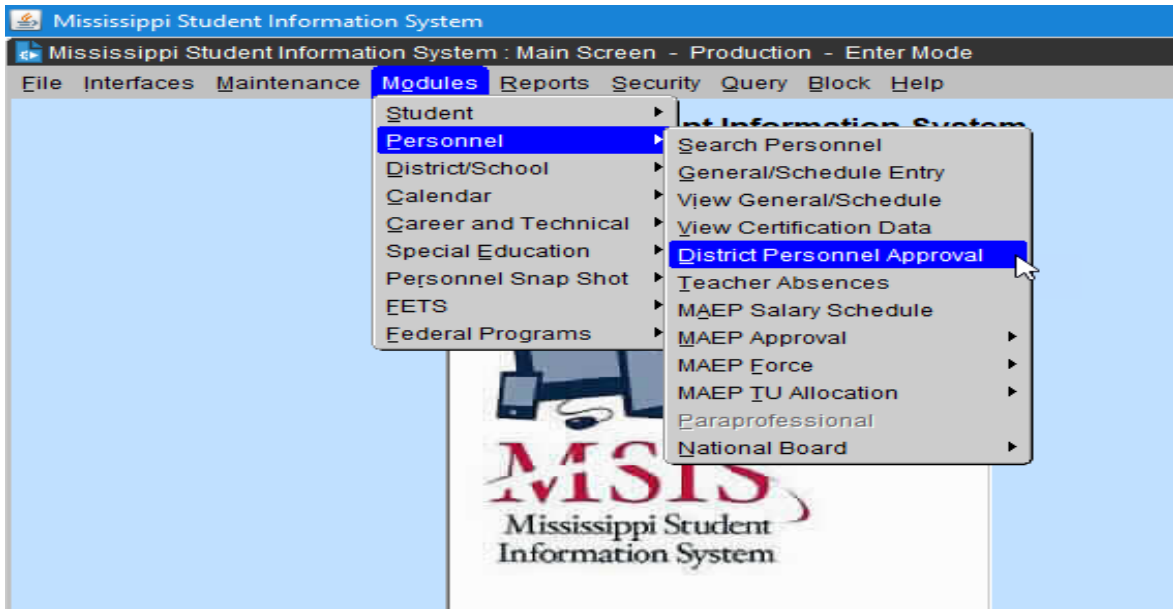 Mississippi Student Information System
Mississippi Student Information System : Main Screen - Production - Enter Mode
File Interfaces Maintenance Modules Reports Security Query Block Help
nt Information System
Student
Personnel
District/School
Calendar
Career and Technical
Special Education
Personnel Snap Shot
FETS
Federal Programs
Search Personnel
General/Schedule Entry
View General/Schedule
View Certification Data
District Personnel Approval
Teacher Absences
MAEP Salary Schedule
MAEP Approval
MAEP Force
MAEP TU Allocation
Paraprofessional
National Board
MSIS
Mississippi Student
Information System